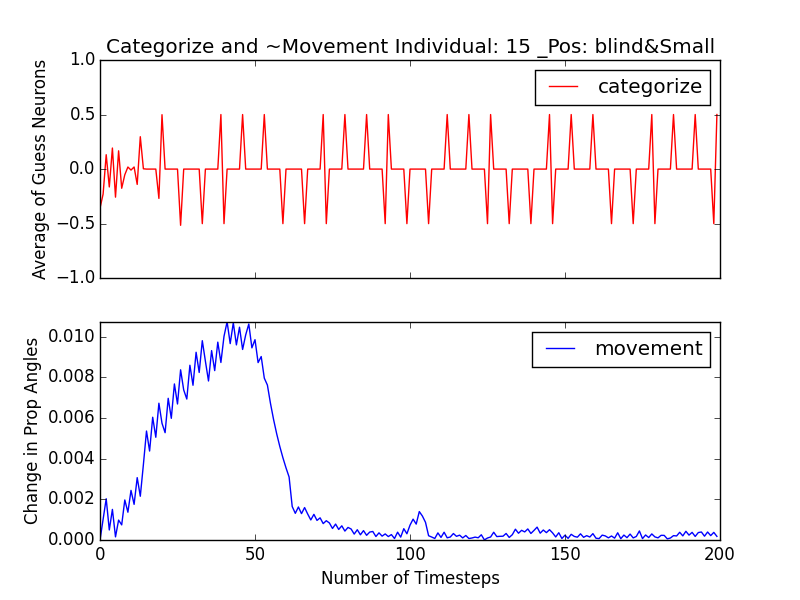 Categorize and ~Movement Individual: 15 _Pos: blind&Small
Average of Guess Neurons
1.0
0.5
0.0
−0.5
−1.0
categorize
Change in Prop Angles
0.010
0.008
0.006
0.004
0.002
0.000
movement
0 50 100 150 200
Number of Timesteps